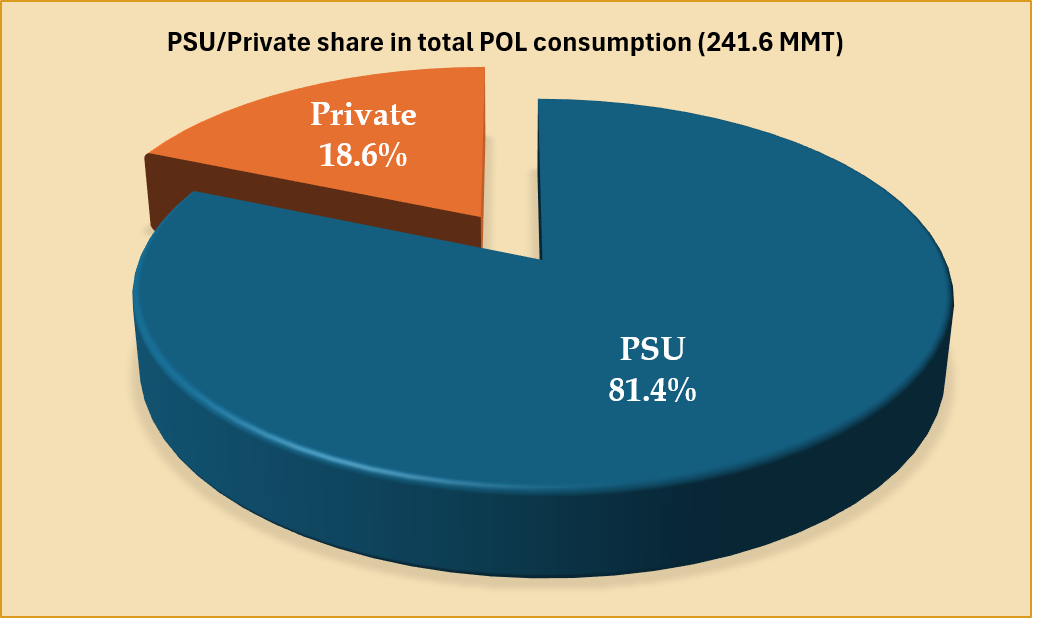 PSU/Private share in total POL consumption (241.6 MMT)
Private
18.6%
PSU
81.4%